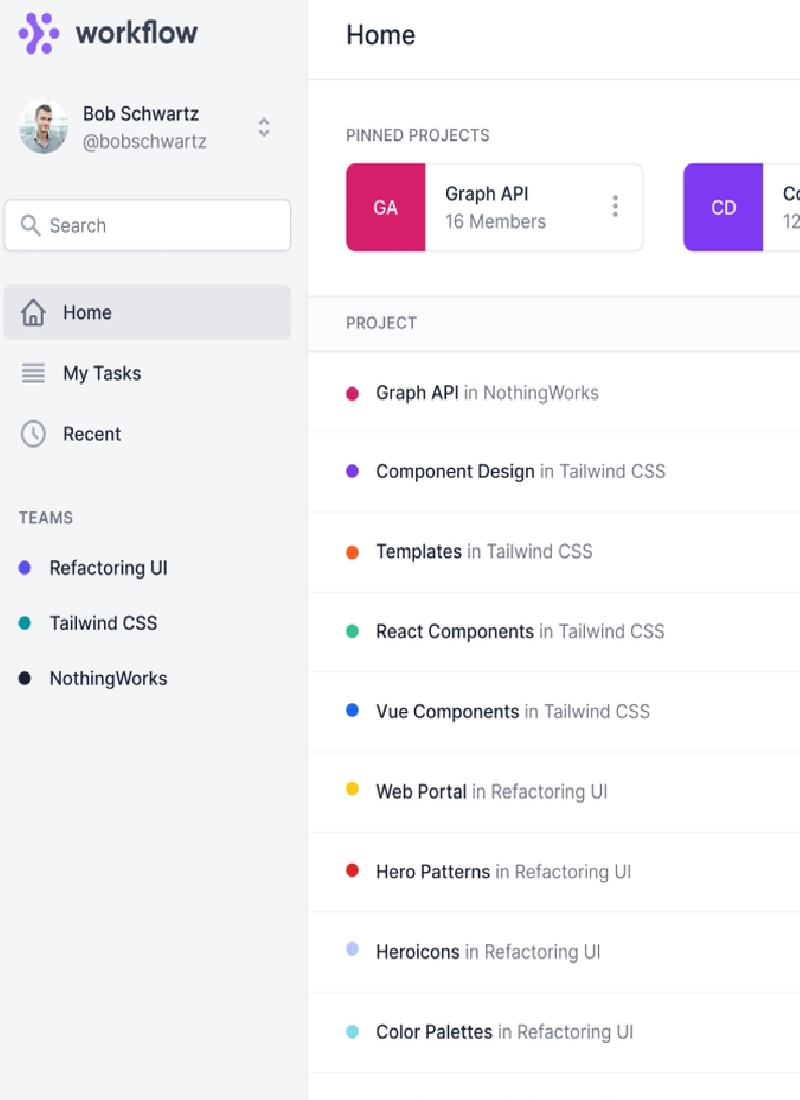 workflow
Bob Schwartz
@bobschwartz
Search
Home
My Tasks
Recent
TEAMS
Refactoring UI
Tailwind CSS
NothingWorks
Home
PINNED PROJECTS
GA
Graph API
16 Members
CD
Co
12
PROJECT
Graph API in NothingWorks
Component Design in Tailwind CSS
Templates in Tailwind CSS
React Components in Tailwind CSS
Vue Components in Tailwind CSS
Web Portal in Refactoring UI
Hero Patterns in Refactoring UI
Heroicons in Refactoring UI
Color Palettes in Refactoring UI